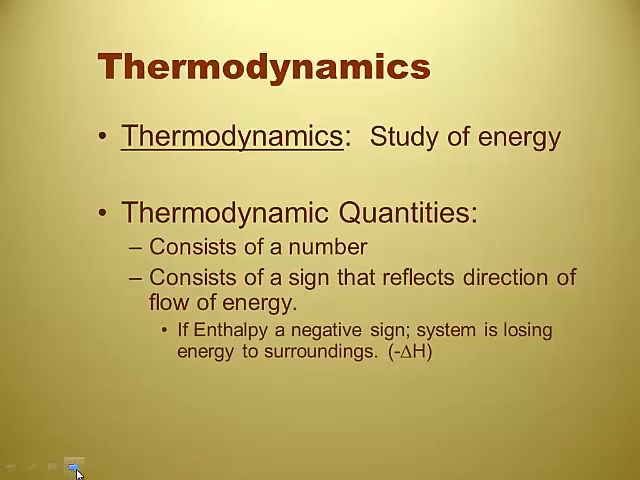 Thermodynamics
• Thermodynamics: Study of energy
• Thermodynamic Quantities:
– Consists of a number
– Consists of a sign that reflects direction of
flow of energy.
• If Enthalpy a negative sign; system is losing
energy to surroundings. (-∆H)